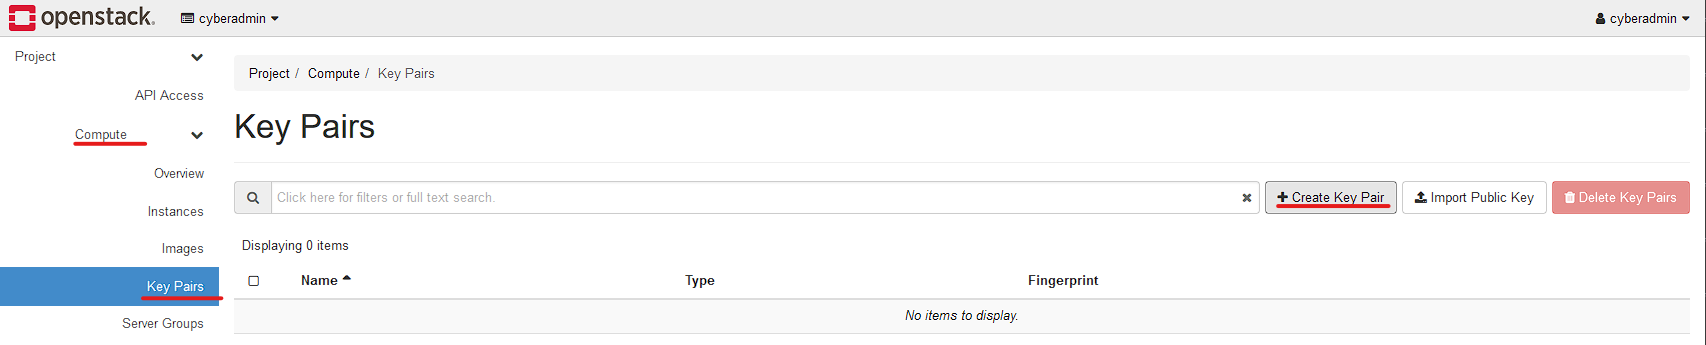 openstack. cyberadmin cyberadmin
Project
API Access
Compute
Overview
Instances
Images
Key Pairs
Server Groups
Project / Compute / Key Pairs
Key Pairs
Click here for filters or full text search. Create Key Pair Import Public Key Delete Key Pairs
Displaying 0 items
Name Type Fingerprint
No items to display.